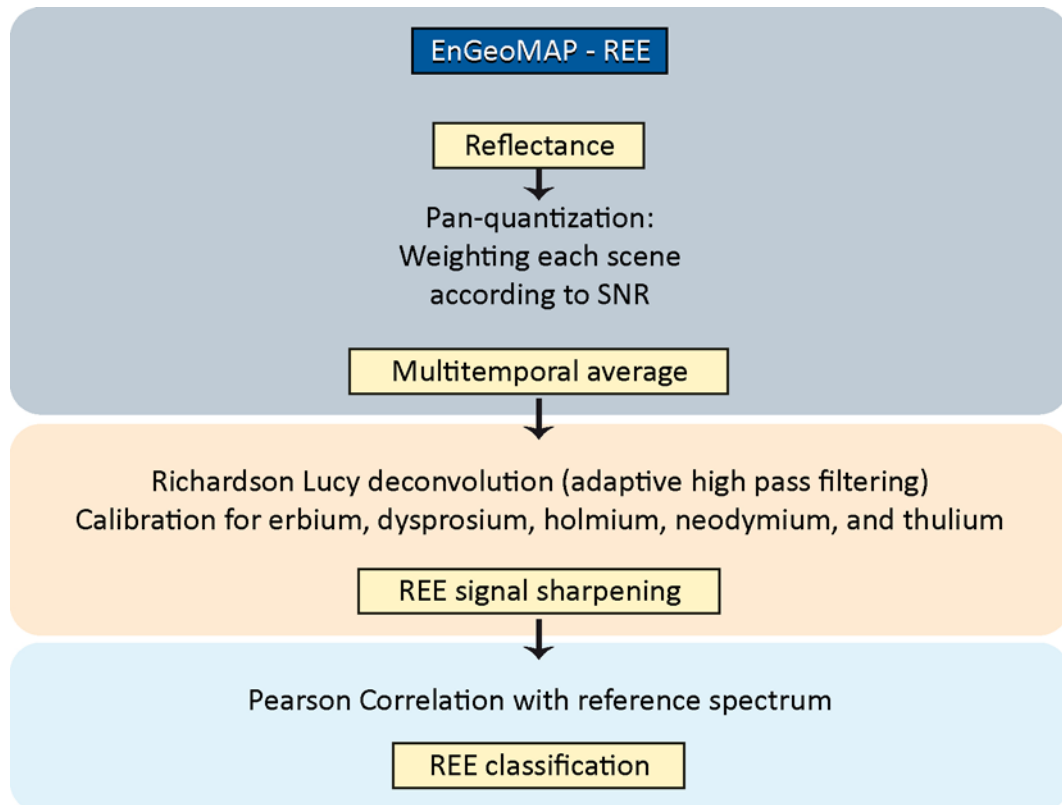 EnGeoMAP - REE
Reflectance
Pan-quantization:
Weighting each scene
according to SNR
Multitemporal average
Richardson Lucy deconvolution (adaptive high pass filtering)
Calibration for erbium, dysprosium, holmium, neodymium, and thulium
REE signal sharpening
Pearson Correlation with reference spectrum
REE classification